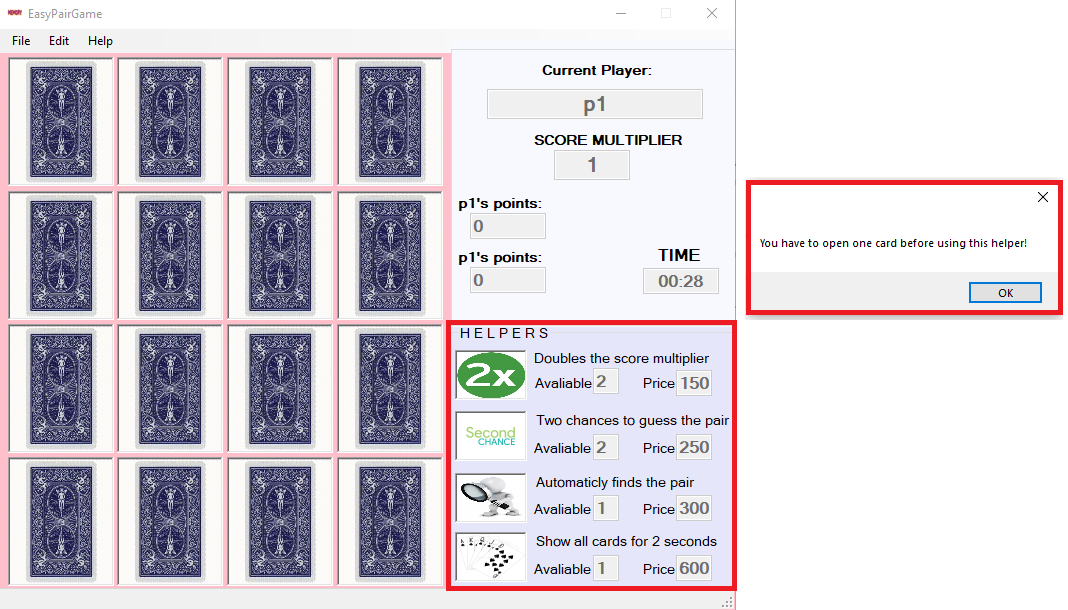 EasyPairGame
File Edit Help
Current Player:
p1
SCORE MULTIPLIER
1
p1's points:
0
p1's points:
0
TIME
00:28
HELPERS
2x
Doubles the score multiplier
Avaliable 2 Price 150
Second CHANCE
Two chances to guess the pair
Avaliable 2 Price 250
Automaticly finds the pair
Avaliable 1 Price 300
Show all cards for 2 seconds
Avaliable 1 Price 600
You have to open one card before using this helper!
OK